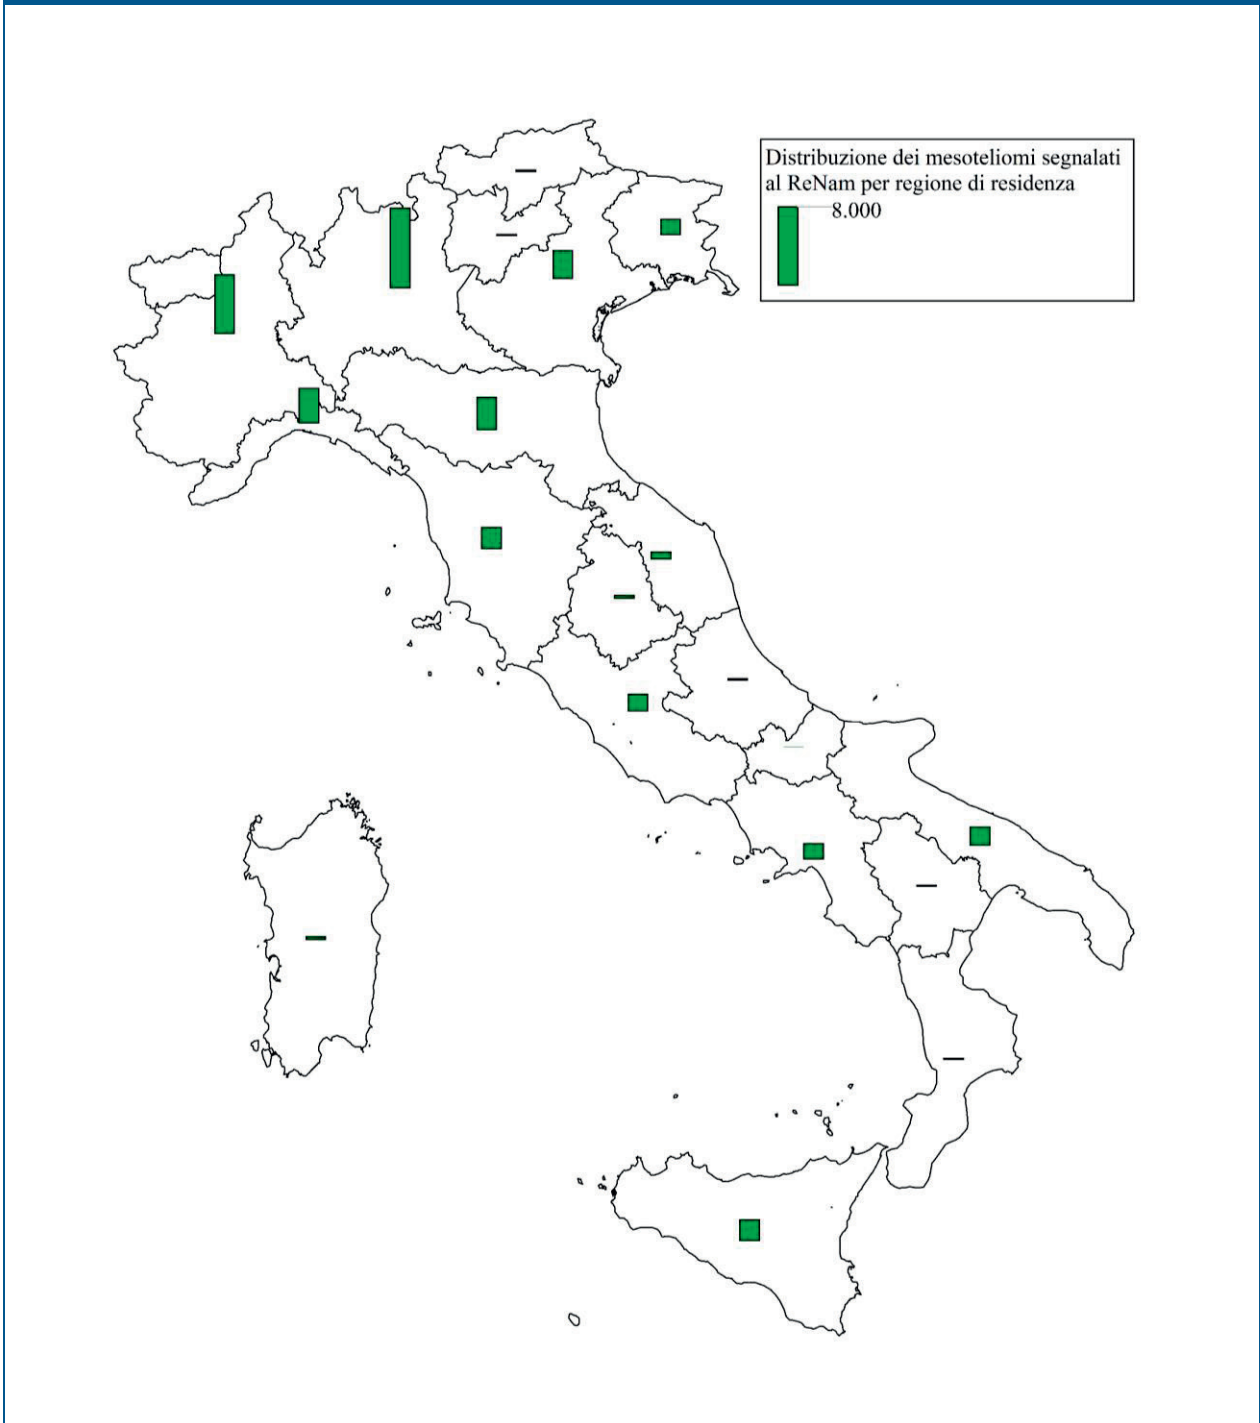 Distribuzione dei mesoteliomi segnalati
al ReNam per regione di residenza
8.000